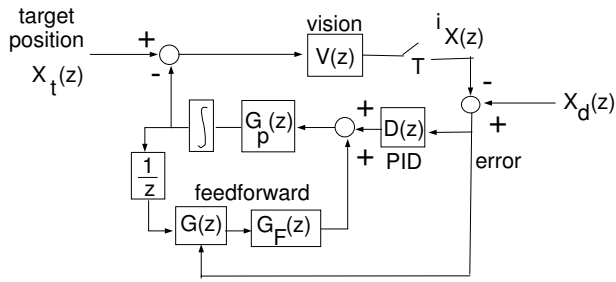 target
position
X_t(z)
+
-
vision
V(z)
T
i
X(z)
-
X_d(z)
+
error
D(z)
PID
+
+
G_p(z)
∫
1
z
feedforward
G(z)
G_F(z)